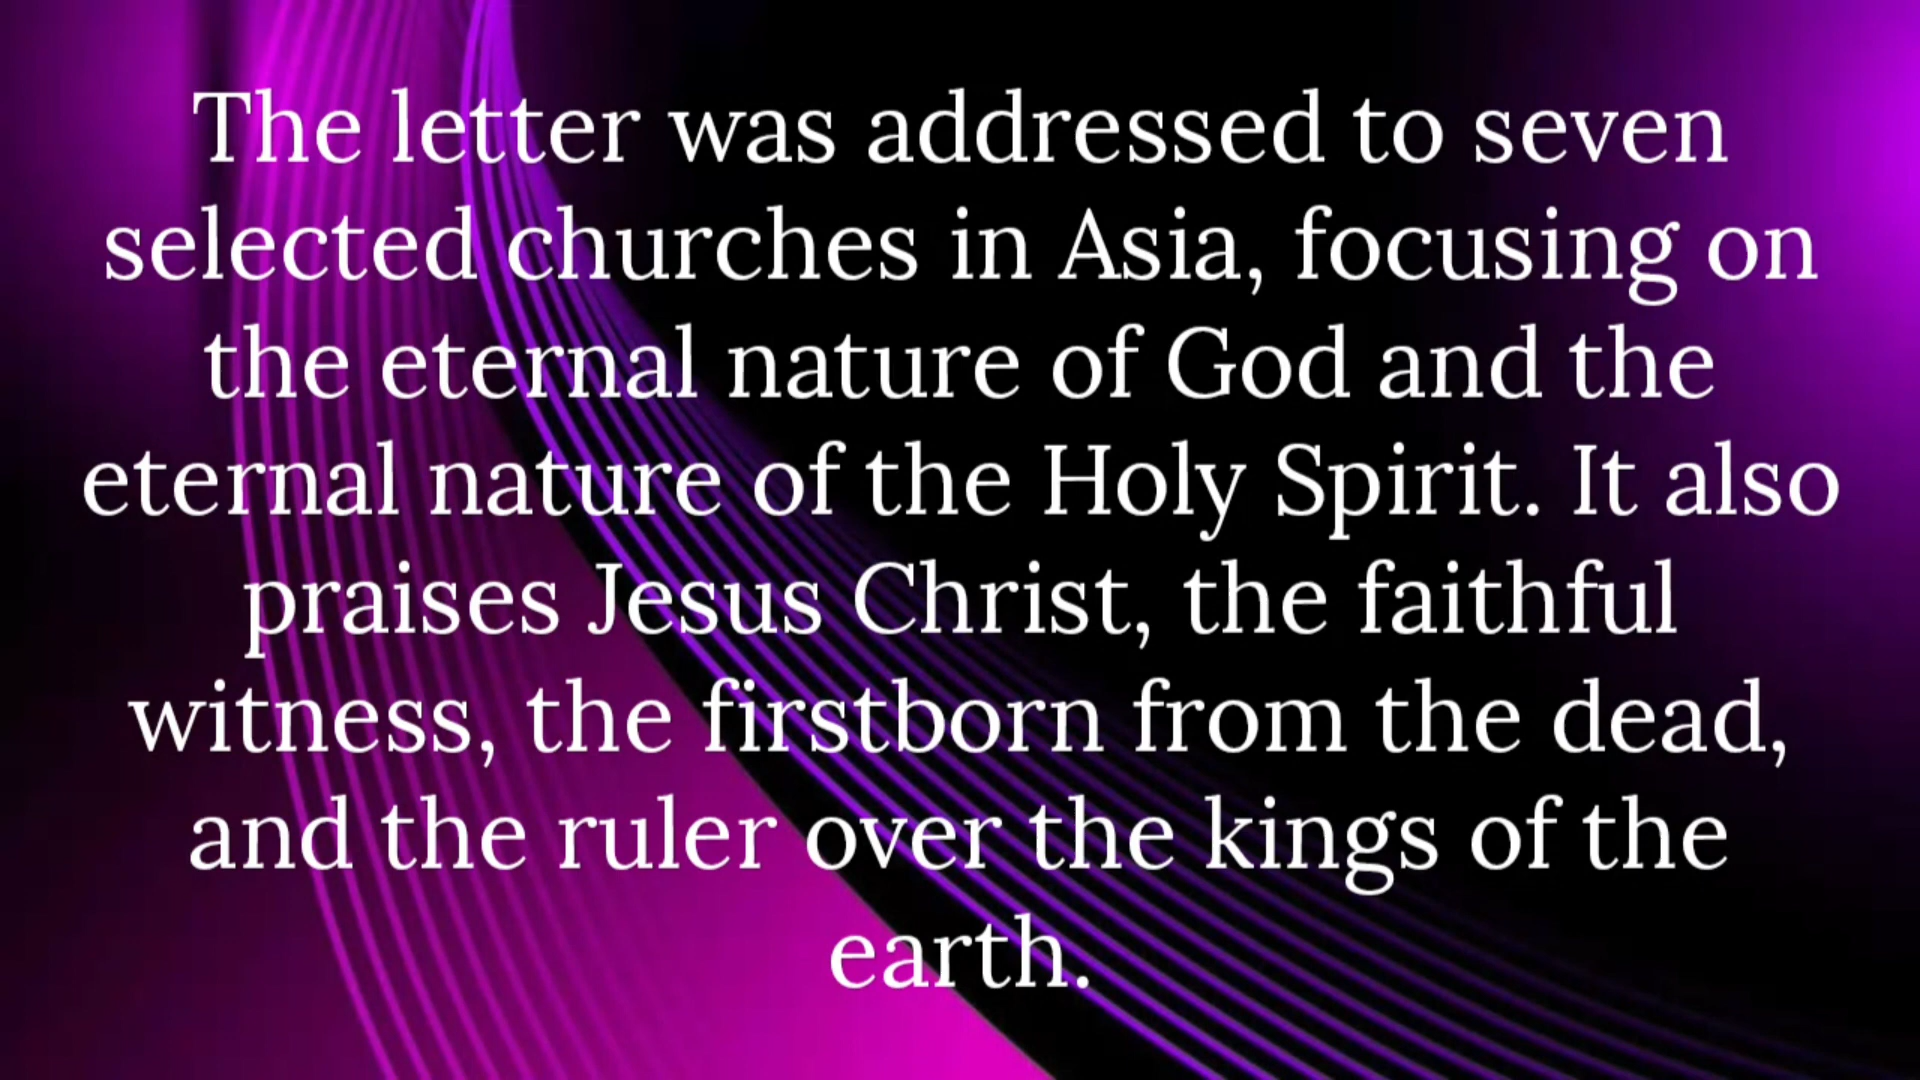 The letter was addressed to seven
selected churches in Asia, focusing on
the eternal nature of God and the
eternal nature of the Holy Spirit. It also
praises Jesus Christ, the faithful
witness, the firstborn from the dead,
and the ruler over the kings of the
earth.